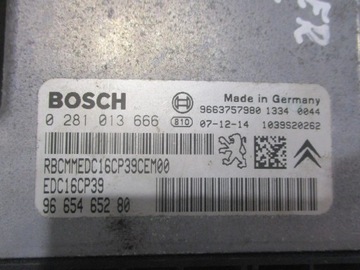 FR
BOSCH
Made in Germany
9663757980 1334 0044
0 281 013 666
810 07-12-14 1039S20262
RBCMMEDC16CP39CEM00
EDC16CP39
96 654 652 80